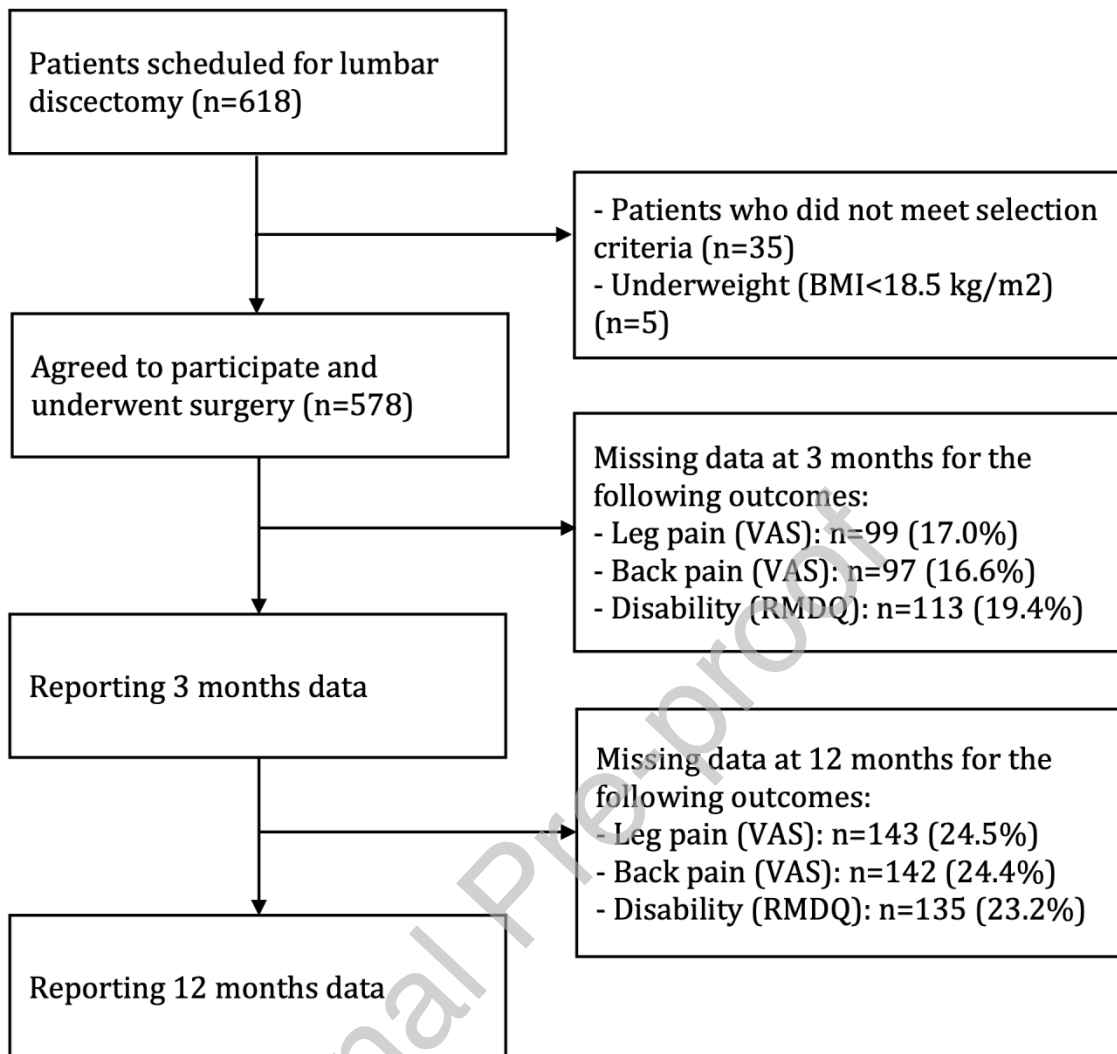 Patients scheduled for lumbar
discectomy (n=618)
- Patients who did not meet selection
criteria (n=35)
- Underweight (BMI<18.5 kg/m2)
(n=5)
Agreed to participate and
underwent surgery (n=578)
Missing data at 3 months for the
following outcomes:
- Leg pain (VAS): n=99 (17.0%)
- Back pain (VAS): n=97 (16.6%)
- Disability (RMDQ): n=113 (19.4%)
Reporting 3 months data
Missing data at 12 months for the
following outcomes:
- Leg pain (VAS): n=143 (24.5%)
- Back pain (VAS): n=142 (24.4%)
- Disability (RMDQ): n=135 (23.2%)
Reporting 12 months data
nal Pre-proof